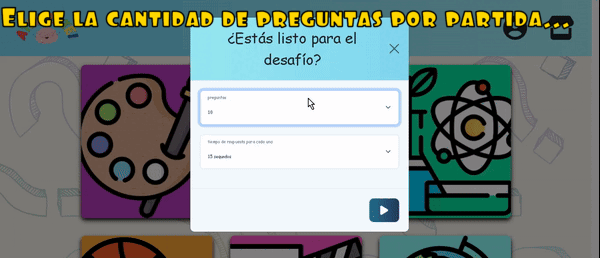 Elige la cantidad de preguntas por partida...
¿Estás listo para el
desafío?
preguntas
10
tiempo de respuesta para cada una
15 segundos